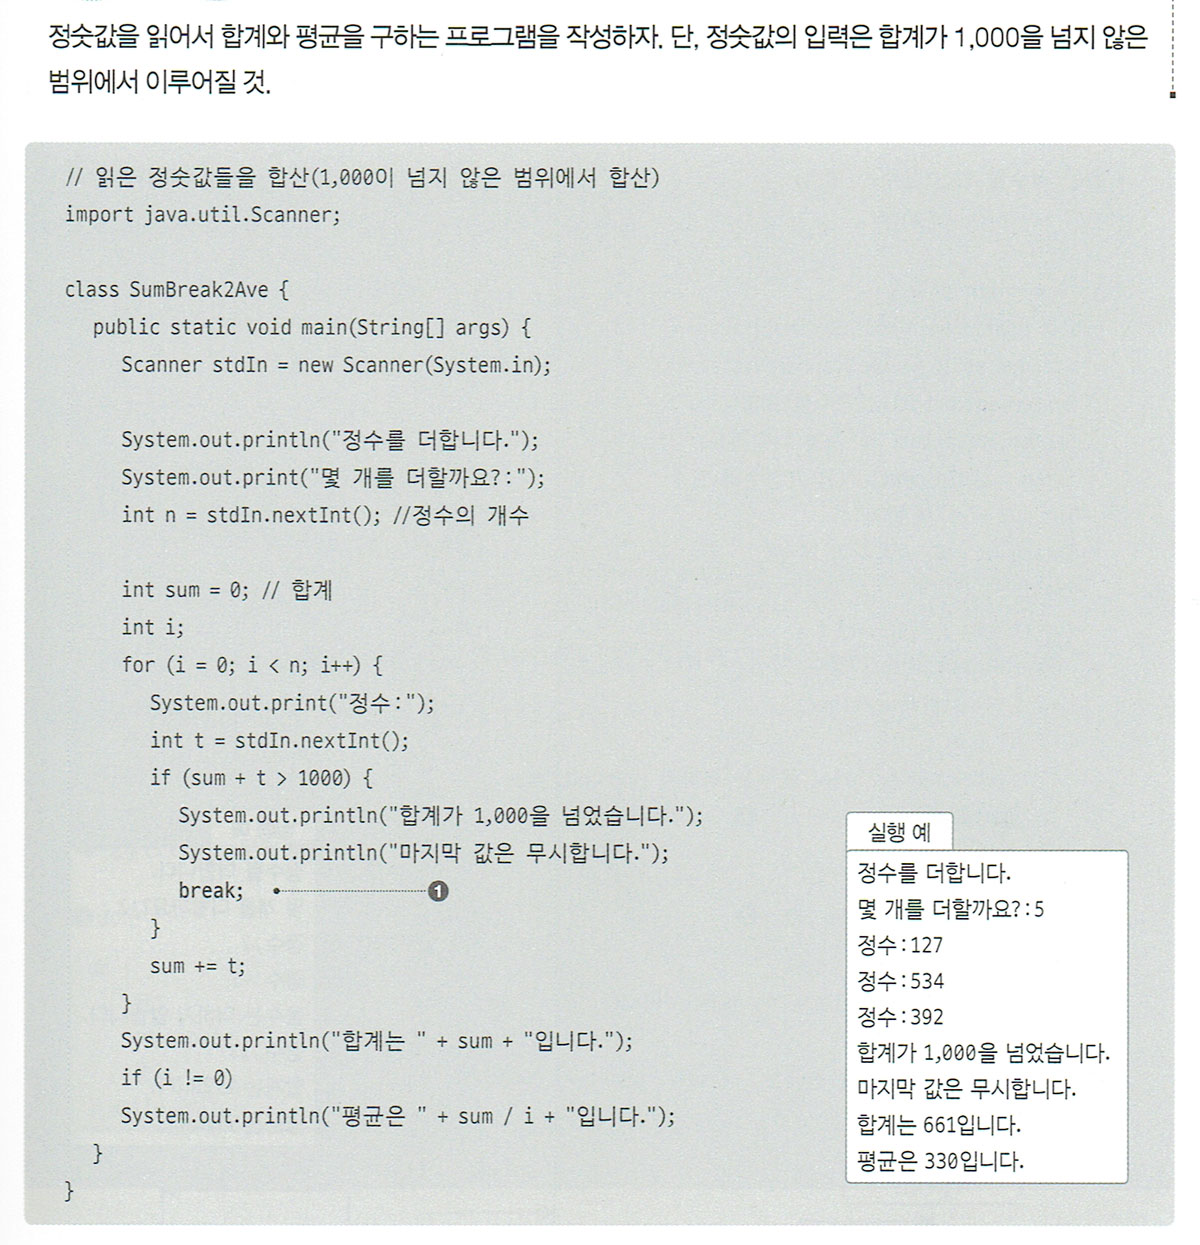 정숫값을 읽어서 합계와 평균을 구하는 프로그램을 작성하자. 단, 정숫값의 입력은 합계가 1,000을 넘지 않은
범위에서 이루어질 것.
// 읽은 정숫값들을 합산(1,000이 넘지 않은 범위에서 합산)
import java.util.Scanner;
class SumBreak2Ave {
public static void main(String[] args) {
Scanner stdIn = new Scanner(System.in);
System.out.println("정수를 더합니다.");
System.out.print("몇 개를 더할까요?:");
int n = stdIn.nextInt(); //정수의 개수
int sum = 0; // 합계
int i;
for (i = 0; i < n; i++) {
System.out.print("정수:");
int t = stdIn.nextInt();
if (sum + t > 1000) {
System.out.println("합계가 1,000을 넘었습니다.");
System.out.println("마지막 값은 무시합니다.");
break; ❶
}
sum += t;
}
System.out.println("합계는 " + sum + "입니다.");
if (i != 0)
System.out.println("평균은 " + sum / i + "입니다.");
}
}
실행 예
정수를 더합니다.
몇 개를 더할까요?:5
정수:127
정수:534
정수:392
합계가 1,000을 넘었습니다.
마지막 값은 무시합니다.
합계는 661입니다.
평균은 330입니다.